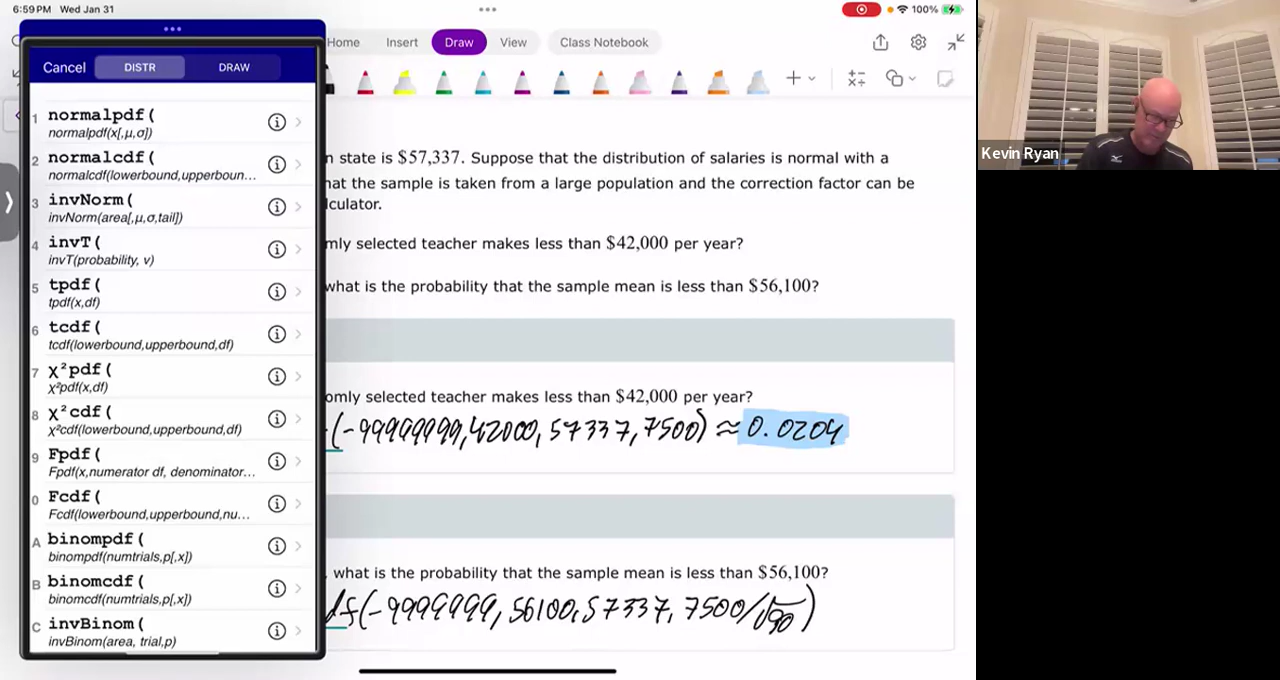 6:59 PM Wed Jan 31
100%
Home Insert Draw View Class Notebook
Cancel DISTR DRAW
1 normalpdf(
normalpdf(x[,μ,σ])
2 normalcdf(
normalcdf(lowerbound,upperboun...
3 invNorm(
invNorm(area[,μ,σ,tail])
4 invT(
invT(probability, v)
5 tpdf(
tpdf(x,df)
6 tcdf(
tcdf(lowerbound,upperbound,df)
7 χ²pdf(
χ²pdf(x,df)
8 χ²cdf(
χ²cdf(lowerbound,upperbound,df)
9 Fpdf(
Fpdf(x,numerator df, denominator...
0 Fcdf(
Fcdf(lowerbound,upperbound,nu...
A binompdf(
binompdf(numtrials,p[,x])
B binomcdf(
binomcdf(numtrials,p[,x])
C invBinom(
invBinom(area, trial,p)
n state is $57,337. Suppose that the distribution of salaries is normal with a
hat the sample is taken from a large population and the correction factor can be
lculator.
mly selected teacher makes less than $42,000 per year?
what is the probability that the sample mean is less than $56,100?
omly selected teacher makes less than $42,000 per year?
(-99999999,42000,57337,7500) ≈ 0.0204
, what is the probability that the sample mean is less than $56,100?
df(-9999999,56100,57337,7500/√90)
Kevin Ryan